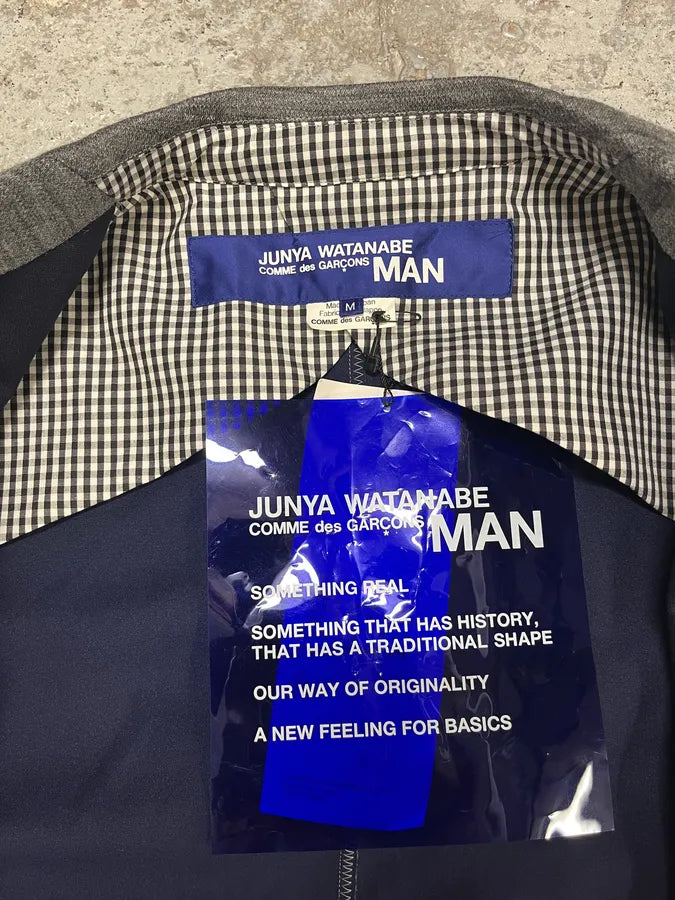 JUNYA WATANABE
COMME des GARÇONS MAN
M
COMME des GARÇONS
JUNYA WATANABE
COMME des GARÇONS MAN
SOMETHING REAL
SOMETHING THAT HAS HISTORY,
THAT HAS A TRADITIONAL SHAPE
OUR WAY OF ORIGINALITY
A NEW FEELING FOR BASICS